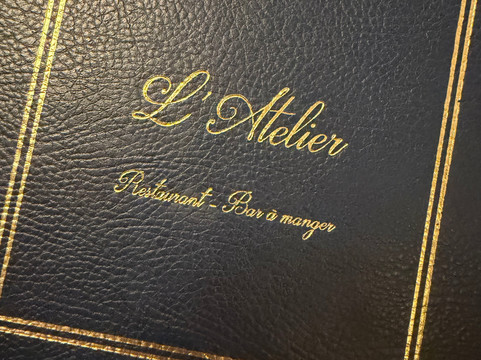 L'Atelier
Restaurant - Bar à manger